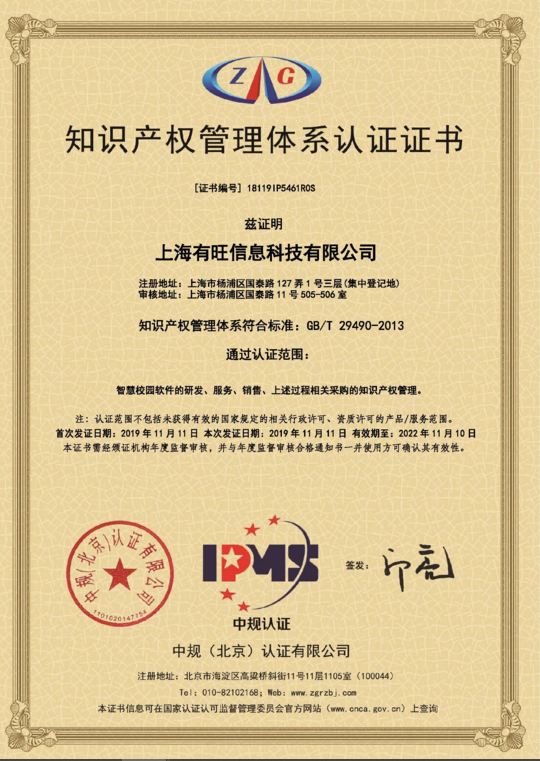 Z G
知识产权管理体系认证证书
[证书编号] 18119IP5461R0S
兹证明
上海有旺信息科技有限公司
注册地址：上海市杨浦区国泰路 127 弄 1 号三层(集中登记地)
审核地址：上海市杨浦区国泰路 11 号 505-506 室
知识产权管理体系符合标准：GB/T 29490-2013
通过认证范围：
智慧校园软件的研发、服务、销售、上述过程相关采购的知识产权管理。
注：认证范围不包括未获得有效的国家规定的相关行政许可、资质许可的产品/服务范围。
首次发证日期：2019 年 11 月 11 日 本次发证日期：2019 年 11 月 11 日 有效期至：2022 年 11 月 10 日
本证书需经颁证机构年度监督审核，并与年度监督审核合格通知书一并使用方可确认其有效性。
中规(北京)认证有限公司
1101020147754
IPMS
中规认证
签发：
中规（北京）认证有限公司
注册地址：北京市海淀区高梁桥斜街11号11层1105室（100044）
Tel：010-82102168；Web：www.zgrzbj.com
本证书信息可在国家认证认可监督管理委员会官方网站（www.cnca.gov.cn）上查询